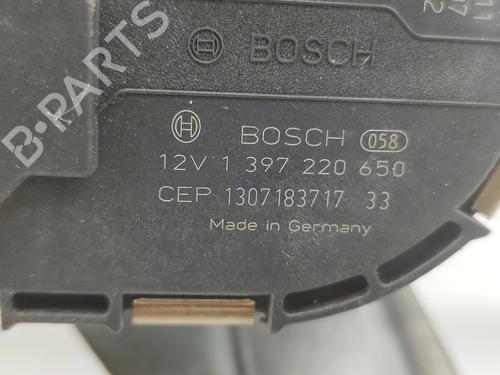 BOSCH
B-PARTS
BOSCH 058
12V 1 397 220 650
CEP 1307183717 33
Made in Germany